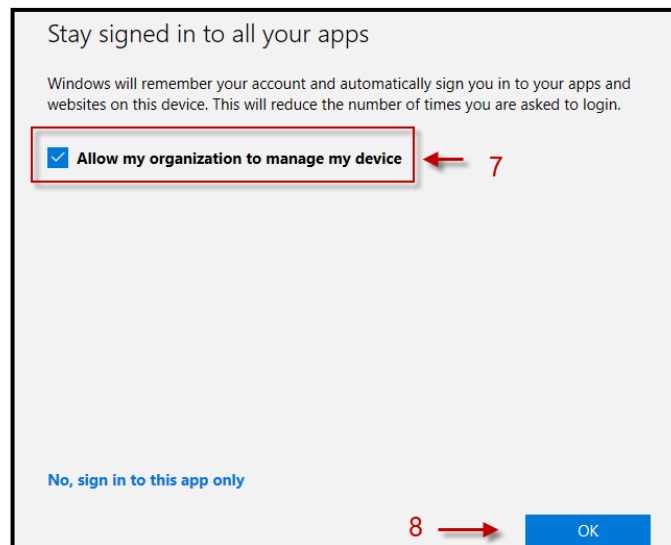 Stay signed in to all your apps
Windows will remember your account and automatically sign you in to your apps and
websites on this device. This will reduce the number of times you are asked to login.
Allow my organization to manage my device
7
No, sign in to this app only
8
OK